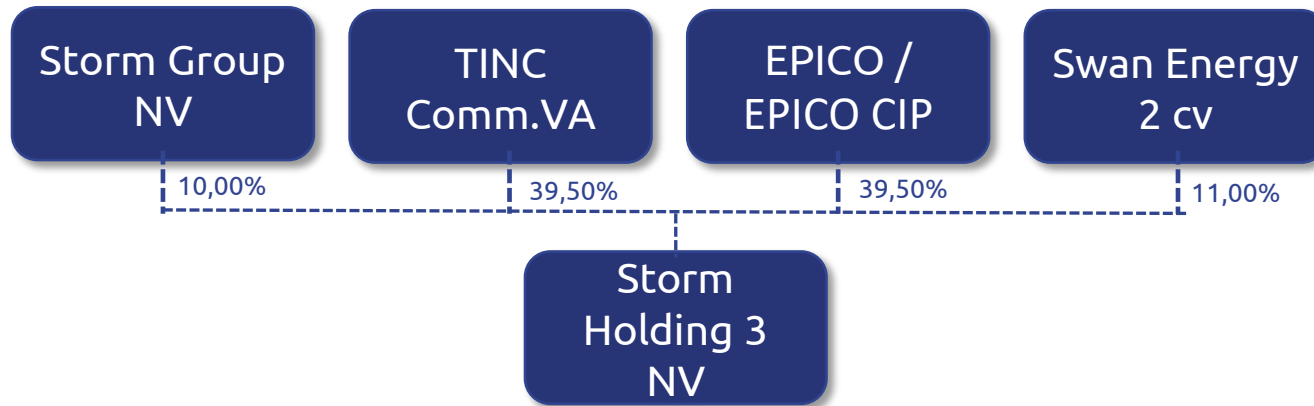 Storm Group
NV
TINC
Comm.VA
EPICO /
EPICO CIP
Swan Energy
2 cv
10,00%
39,50%
39,50%
11,00%
Storm
Holding 3
NV